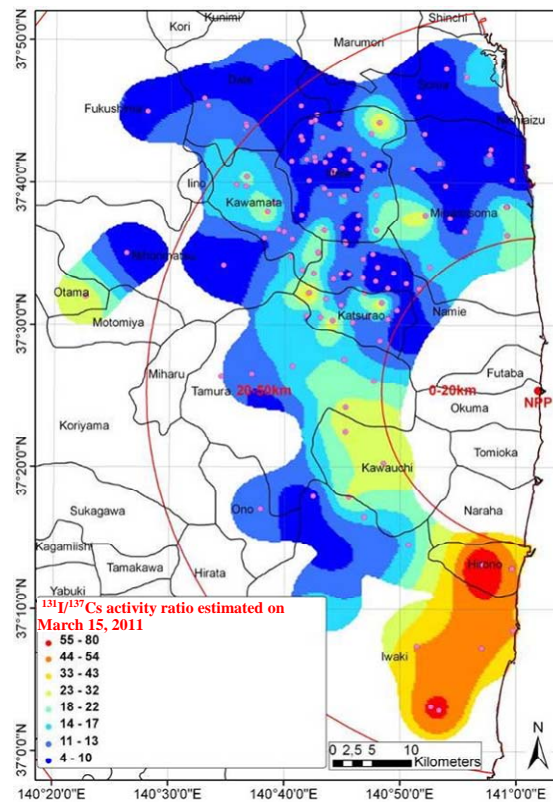 37°50'0"N
37°40'0"N
37°30'0"N
37°20'0"N
37°10'0"N
37°0'0"N
Kunimi
Shinchi
Kori
Marumori
Date
Soma
Fukushima
Iino
Kawamata
Minamisoma
Nihonmatsu
Otama
Motomiya
Katsurao
Namie
Miharu
Tamura
20-50km
0-20km
Futaba
NPP
Okuma
Koriyama
Tomioka
Kawauchi
Naraha
Sukagawa
Ono
Kagamiishi
Tamakawa
Hirata
Hirono
Yabuki
Iwaki
¹³¹I/¹³⁷Cs activity ratio estimated on
March 15, 2011
55 - 80
44 - 54
33 - 43
23 - 32
18 - 22
14 - 17
11 - 13
4 - 10
N
0 2,5 5 10
Kilometers
140°20'0"E 140°30'0"E 140°40'0"E 140°50'0"E 141°0'0"E